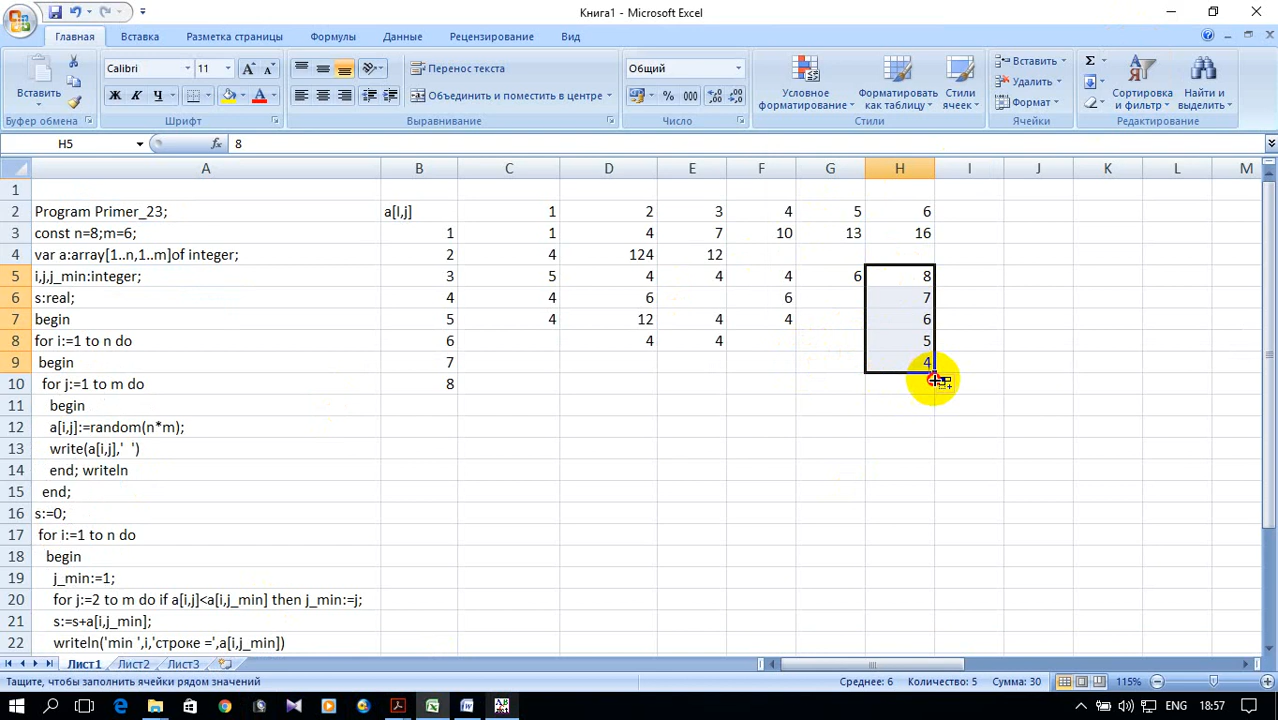 Книга1 - Microsoft Excel
Главная Вставка Разметка страницы Формулы Данные Рецензирование Вид
Вставить
Calibri 11
Ж К Ч
Перенос текста
Объединить и поместить в центре
Общий
% 000
Условное форматирование
Форматировать как таблицу
Стили ячеек
Вставить
Удалить
Формат
Σ
Сортировка и фильтр
Найти и выделить
Буфер обмена Шрифт Выравнивание Число Стили Ячейки Редактирование
H5 fx 8
A B C D E F G H I J K L M
1
2 Program Primer_23; a[I,j] 1 2 3 4 5 6
3 const n=8;m=6; 1 1 4 7 10 13 16
4 var a:array[1..n,1..m]of integer; 2 4 124 12
5 i,j,j_min:integer; 3 5 4 4 4 6 8
6 s:real; 4 4 6 6 7
7 begin 5 4 12 4 4 6
8 for i:=1 to n do 6 4 4 5
9 begin 7 4
10 for j:=1 to m do 8
11 begin
12 a[i,j]:=random(n*m);
13 write(a[i,j],'  ')
14 end; writeln
15 end;
16 s:=0;
17 for i:=1 to n do
18 begin
19 j_min:=1;
20 for j:=2 to m do if a[i,j]<a[i,j_min] then j_min:=j;
21 s:=s+a[i,j_min];
22 writeln('min ',i,'строке =',a[i,j_min])
Лист1 Лист2 Лист3
Тащите, чтобы заполнить ячейки рядом значений Среднее: 6 Количество: 5 Сумма: 30 115%
ENG 18:57